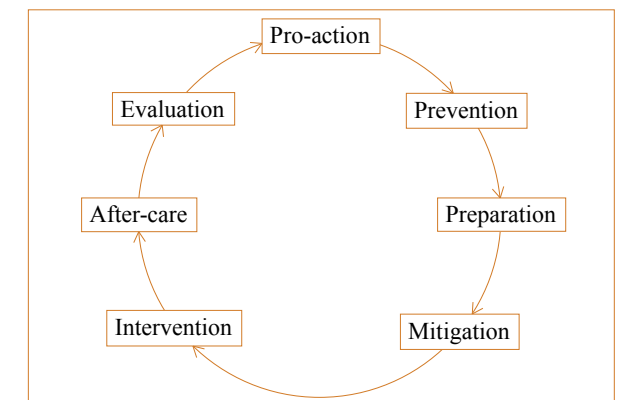 Pro-action
Prevention
Preparation
Mitigation
Intervention
After-care
Evaluation